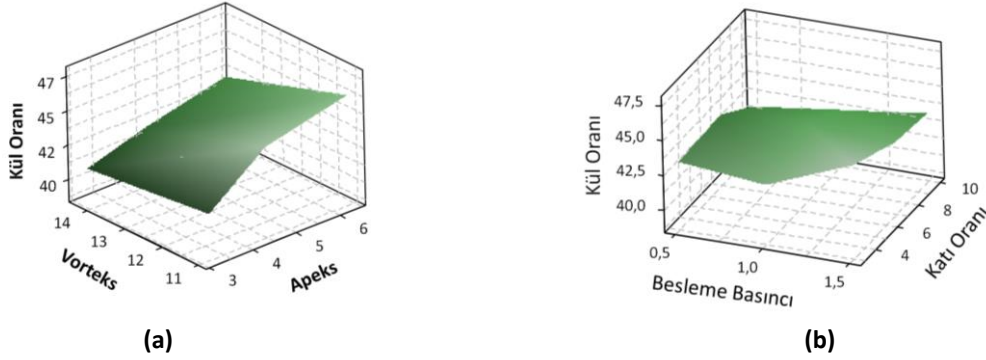 Kül Oranı
47
45
42
40
14
13
12
11
Vorteks
3
4
5
6
Apeks
(a)
Kül Oranı
47,5
45,0
42,5
40,0
0,5
1,0
1,5
Besleme Basıncı
4
6
8
10
Katı Oranı
(b)